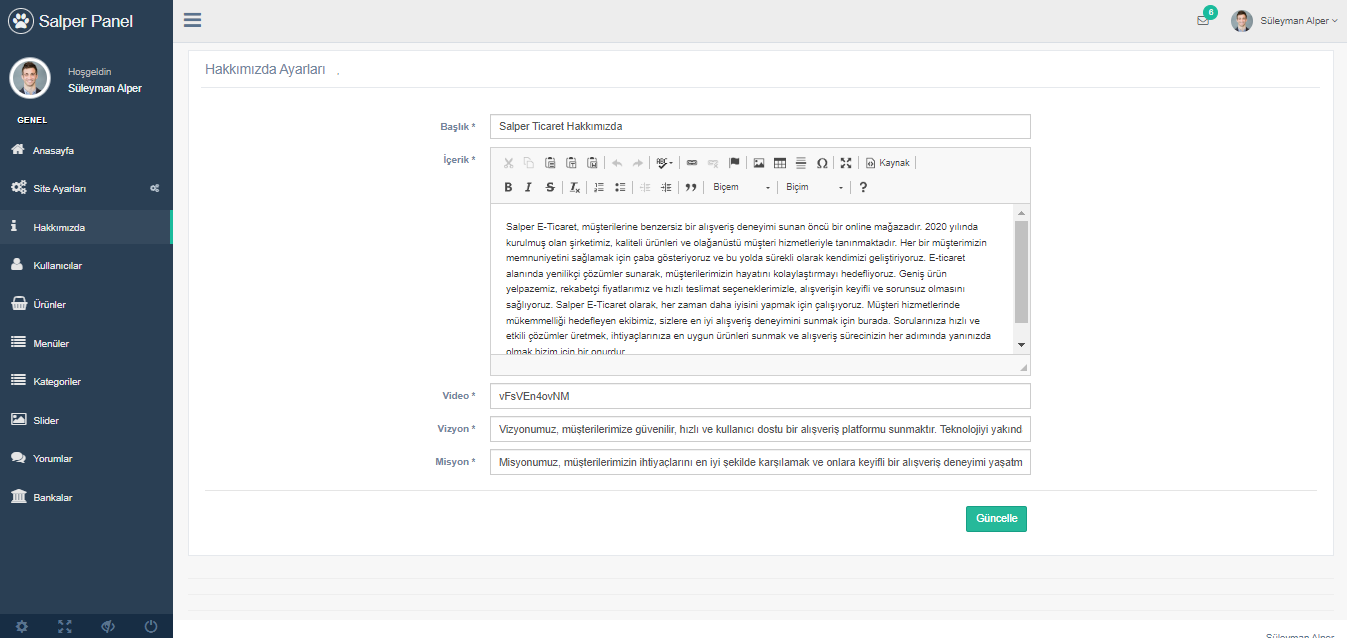 Salper Panel
6
Süleyman Alper
Hoşgeldin
Süleyman Alper
GENEL
Anasayfa
Site Ayarları
Hakkımızda
Kullanıcılar
Ürünler
Menüler
Kategoriler
Slider
Yorumlar
Bankalar
Hakkımızda Ayarları .
Başlık *
Salper Ticaret Hakkımızda
İçerik *
Kaynak
B I S Biçem Biçim ?
Salper E-Ticaret, müşterilerine benzersiz bir alışveriş deneyimi sunan öncü bir online mağazadır. 2020 yılında
kurulmuş olan şirketimiz, kaliteli ürünleri ve olağanüstü müşteri hizmetleriyle tanınmaktadır. Her bir müşterimizin
memnuniyetini sağlamak için çaba gösteriyoruz ve bu yolda sürekli olarak kendimizi geliştiriyoruz. E-ticaret
alanında yenilikçi çözümler sunarak, müşterilerimizin hayatını kolaylaştırmayı hedefliyoruz. Geniş ürün
yelpazemiz, rekabetçi fiyatlarımız ve hızlı teslimat seçeneklerimizle, alışverişin keyifli ve sorunsuz olmasını
sağlıyoruz. Salper E-Ticaret olarak, her zaman daha iyisini yapmak için çalışıyoruz. Müşteri hizmetlerinde
mükemmelliği hedefleyen ekibimiz, sizlere en iyi alışveriş deneyimini sunmak için burada. Sorularınıza hızlı ve
etkili çözümler üretmek, ihtiyaçlarınıza en uygun ürünleri sunmak ve alışveriş sürecinizin her adımında yanınızda
olmak bizim için bir onurdur.
Video *
vFsVEn4ovNM
Vizyon *
Vizyonumuz, müşterilerimize güvenilir, hızlı ve kullanıcı dostu bir alışveriş platformu sunmaktır. Teknolojiyi yakınd
Misyon *
Misyonumuz, müşterilerimizin ihtiyaçlarını en iyi şekilde karşılamak ve onlara keyifli bir alışveriş deneyimi yaşatm
Güncelle
Süleyman Alper